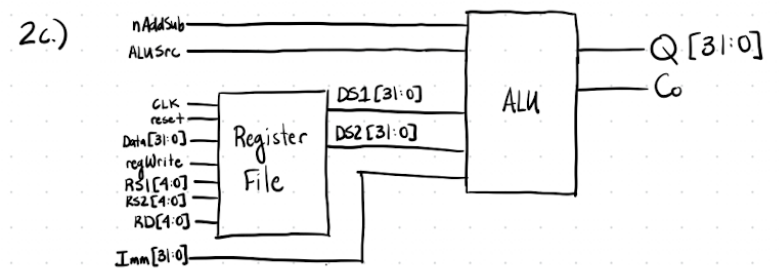 2c.)
nAddSub
ALUSrc
CLK
reset
Data[31:0]
regWrite
RS1[4:0]
RS2[4:0]
RD[4:0]
Imm[31:0]
Register
File
DS1[31:0]
DS2[31:0]
ALU
Q [31:0]
Co